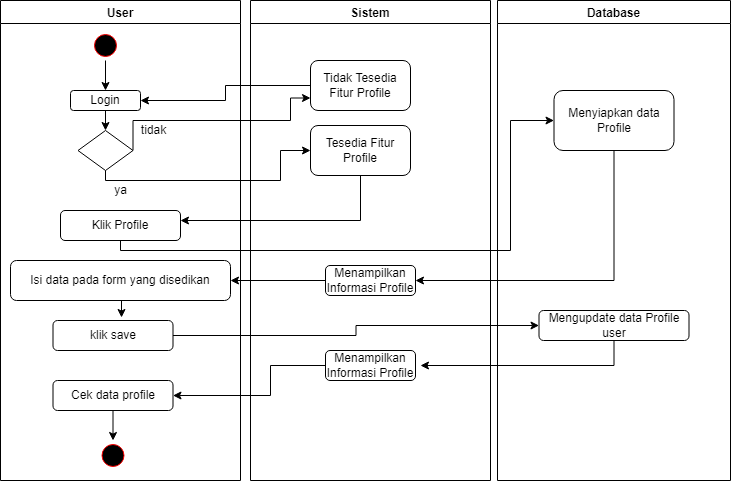 User
Sistem
Database
Tidak Tesedia
Fitur Profile
Login
Menyiapkan data
Profile
tidak
Tesedia Fitur
Profile
ya
Klik Profile
Isi data pada form yang disedikan
Menampilkan
Informasi Profile
klik save
Mengupdate data Profile
user
Menampilkan
Informasi Profile
Cek data profile